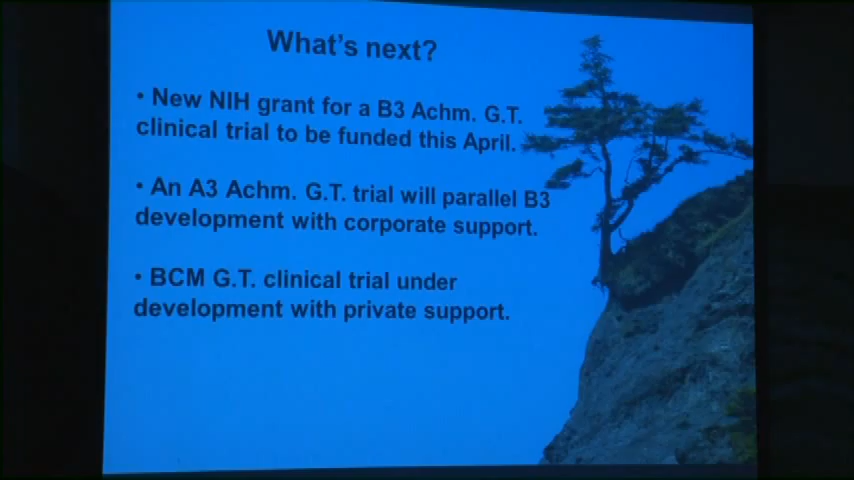 What's next?
• New NIH grant for a B3 Achm. G.T.
clinical trial to be funded this April.
• An A3 Achm. G.T. trial will parallel B3
development with corporate support.
• BCM G.T. clinical trial under
development with private support.